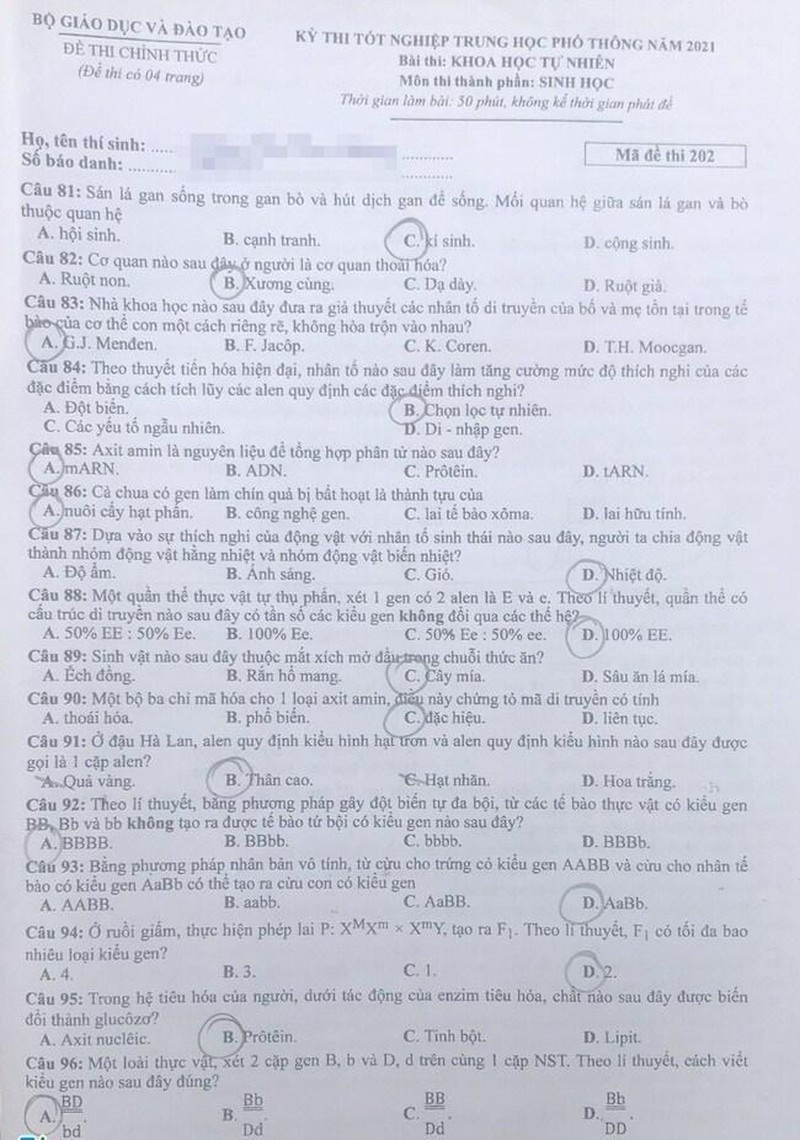 BỘ GIÁO DỤC VÀ ĐÀO TẠO
ĐỀ THI CHÍNH THỨC
(Đề thi có 04 trang)
KỲ THI TỐT NGHIỆP TRUNG HỌC PHỔ THÔNG NĂM 2021
Bài thi: KHOA HỌC TỰ NHIÊN
Môn thi thành phần: SINH HỌC
Thời gian làm bài: 50 phút, không kể thời gian phát đề
Họ, tên thí sinh: .....
Số báo danh: ..........
Mã đề thi 202
Câu 81: Sán lá gan sống trong gan bò và hút dịch gan để sống. Mối quan hệ giữa sán lá gan và bò
thuộc quan hệ
A. hội sinh. B. cạnh tranh. C. kí sinh. D. cộng sinh.
Câu 82: Cơ quan nào sau đây ở người là cơ quan thoái hóa?
A. Ruột non. B. Xương cùng. C. Dạ dày. D. Ruột già.
Câu 83: Nhà khoa học nào sau đây đưa ra giả thuyết các nhân tố di truyền của bố và mẹ tồn tại trong tế
bào của cơ thể con một cách riêng rẽ, không hòa trộn vào nhau?
A. G.J. Menđen. B. F. Jacôp. C. K. Coren. D. T.H. Moocgan.
Câu 84: Theo thuyết tiến hóa hiện đại, nhân tố nào sau đây làm tăng cường mức độ thích nghi của các
đặc điểm bằng cách tích lũy các alen quy định các đặc điểm thích nghi?
A. Đột biến. B. Chọn lọc tự nhiên.
C. Các yếu tố ngẫu nhiên. D. Di - nhập gen.
Câu 85: Axit amin là nguyên liệu để tổng hợp phân tử nào sau đây?
A. mARN. B. ADN. C. Prôtêin. D. tARN.
Câu 86: Cà chua có gen làm chín quả bị bất hoạt là thành tựu của
A. nuôi cấy hạt phấn. B. công nghệ gen. C. lai tế bào xôma. D. lai hữu tính.
Câu 87: Dựa vào sự thích nghi của động vật với nhân tố sinh thái nào sau đây, người ta chia động vật
thành nhóm động vật hằng nhiệt và nhóm động vật biến nhiệt?
A. Độ ẩm. B. Ánh sáng. C. Gió. D. Nhiệt độ.
Câu 88: Một quần thể thực vật tự thụ phấn, xét 1 gen có 2 alen là E và e. Theo lí thuyết, quần thể có
cấu trúc di truyền nào sau đây có tần số các kiểu gen không đổi qua các thế hệ?
A. 50% EE : 50% Ee. B. 100% Ee. C. 50% Ee : 50% ee. D. 100% EE.
Câu 89: Sinh vật nào sau đây thuộc mắt xích mở đầu trong chuỗi thức ăn?
A. Ếch đồng. B. Rắn hổ mang. C. Cây mía. D. Sâu ăn lá mía.
Câu 90: Một bộ ba chỉ mã hóa cho 1 loại axit amin, điều này chứng tỏ mã di truyền có tính
A. thoái hóa. B. phổ biến. C. đặc hiệu. D. liên tục.
Câu 91: Ở đậu Hà Lan, alen quy định kiểu hình hạt trơn và alen quy định kiểu hình nào sau đây được
gọi là 1 cặp alen?
A. Quả vàng. B. Thân cao. C. Hạt nhăn. D. Hoa trắng.
Câu 92: Theo lí thuyết, bằng phương pháp gây đột biến tự đa bội, từ các tế bào thực vật có kiểu gen
BB, Bb và bb không tạo ra được tế bào tứ bội có kiểu gen nào sau đây?
A. BBBB. B. BBbb. C. bbbb. D. BBBb.
Câu 93: Bằng phương pháp nhân bản vô tính, từ cừu cho trứng có kiểu gen AABB và cừu cho nhân tế
bào có kiểu gen AaBb có thể tạo ra cừu con có kiểu gen
A. AABB. B. aabb. C. AaBB. D. AaBb.
Câu 94: Ở ruồi giấm, thực hiện phép lai P: XᴹXᵐ × XᵐY, tạo ra F₁. Theo lí thuyết, F₁ có tối đa bao
nhiêu loại kiểu gen?
A. 4. B. 3. C. 1. D. 2.
Câu 95: Trong hệ tiêu hóa của người, dưới tác động của enzim tiêu hóa, chất nào sau đây được biến
đổi thành glucôzơ?
A. Axit nuclêic. B. Prôtêin. C. Tinh bột. D. Lipit.
Câu 96: Một loài thực vật, xét 2 cặp gen B, b và D, d trên cùng 1 cặp NST. Theo lí thuyết, cách viết
kiểu gen nào sau đây đúng?
BD Bb BB Bb
A. . B. . C. . D. .
bd Dd Dd DD